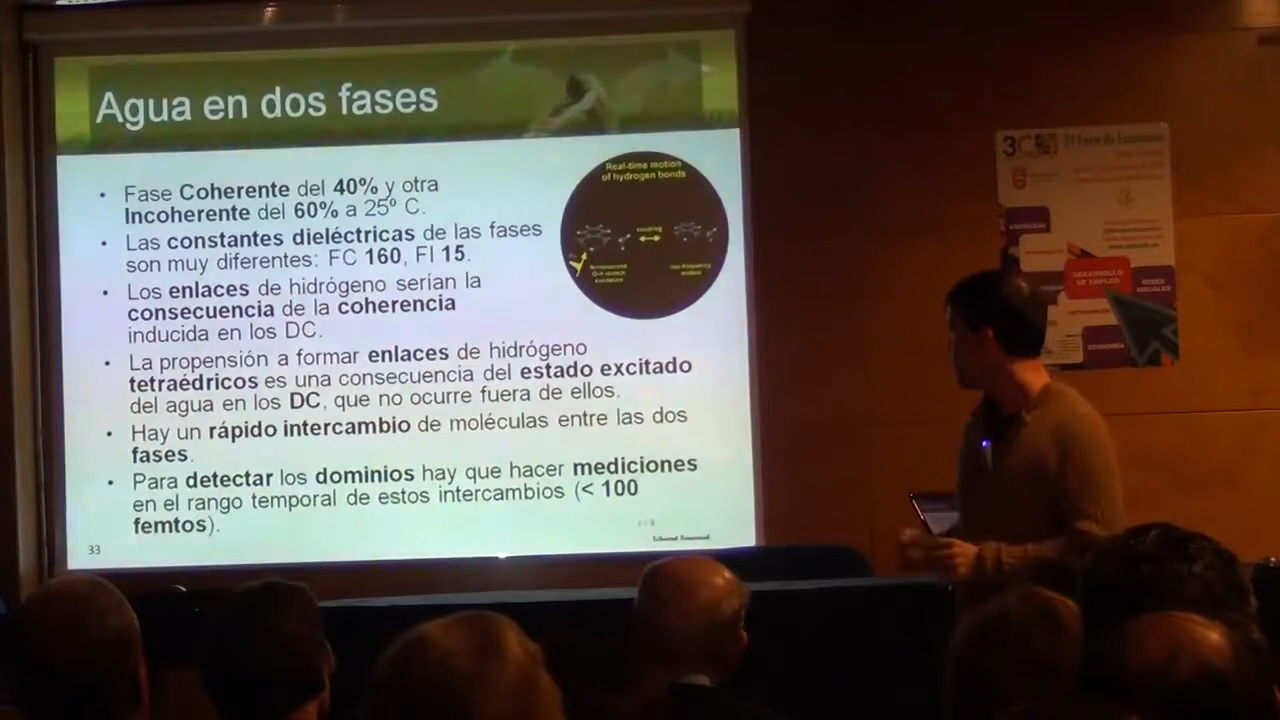 Agua en dos fases
• Fase Coherente del 40% y otra
Incoherente del 60% a 25º C.
• Las constantes dieléctricas de las fases
son muy diferentes: FC 160, FI 15.
• Los enlaces de hidrógeno serían la
consecuencia de la coherencia
inducida en los DC.
• La propensión a formar enlaces de hidrógeno
tetraédricos es una consecuencia del estado excitado
del agua en los DC, que no ocurre fuera de ellos.
• Hay un rápido intercambio de moléculas entre las dos
fases.
• Para detectar los dominios hay que hacer mediciones
en el rango temporal de estos intercambios (< 100
femtos).
33
Real-time motion
of hydrogen bonds
coupling
3C
DESARROLLO
DE EMPLEO
REDES
SOCIALES
ECONOMÍA